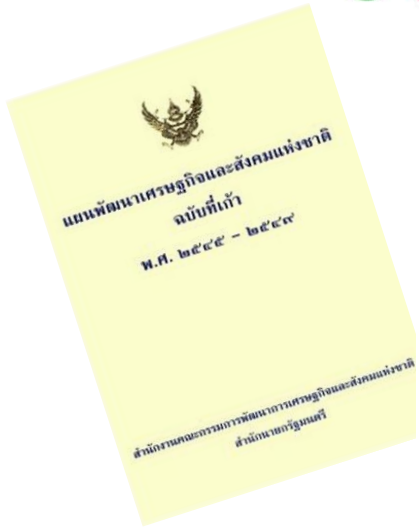 แผนพัฒนาเศรษฐกิจและสังคมแห่งชาติ
ฉบับที่เก้า
พ.ศ. ๒๕๔๕ - ๒๕๔๙
สำนักงานคณะกรรมการพัฒนาการเศรษฐกิจและสังคมแห่งชาติ
สำนักนายกรัฐมนตรี